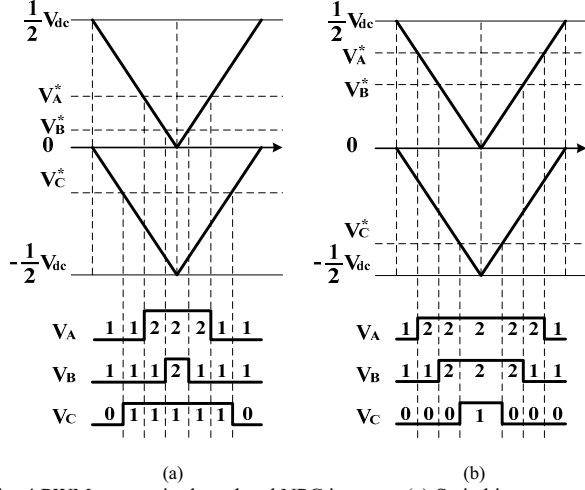 1/2 Vdc
V*A
V*B
0
V*C
-1/2 Vdc
VA 1 1 2 2 2 1 1
VB 1 1 1 2 1 1 1
VC 0 1 1 1 1 1 0
(a)
1/2 Vdc
V*A
V*B
0
V*C
-1/2 Vdc
VA 1 2 2 2 2 2 1
VB 1 1 2 2 2 1 1
VC 0 0 0 1 0 0 0
(b)